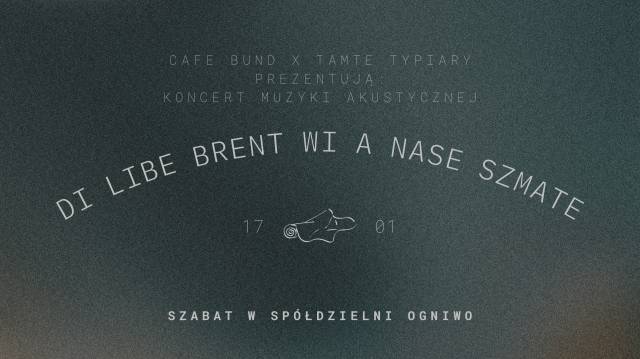 CAFE BUND X TAMTE TYPIARY
PREZENTUJĄ:
KONCERT MUZYKI AKUSTYCZNEJ
DI LIBE BRENT WI A NASE SZMATE
17 01
SZABAT W SPÓŁDZIELNI OGNIWO